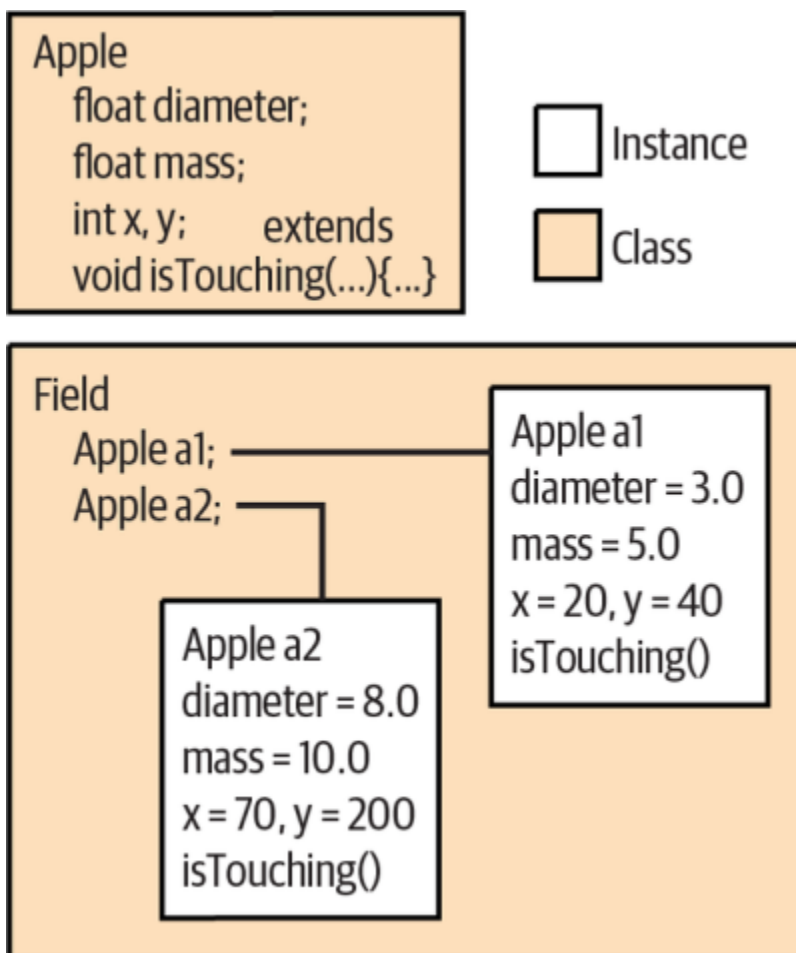 Apple
float diameter;
float mass;
int x, y; extends
void isTouching(...){...}
Instance
Class
Field
Apple a1;
Apple a2;
Apple a1
diameter = 3.0
mass = 5.0
x = 20, y = 40
isTouching()
Apple a2
diameter = 8.0
mass = 10.0
x = 70, y = 200
isTouching()